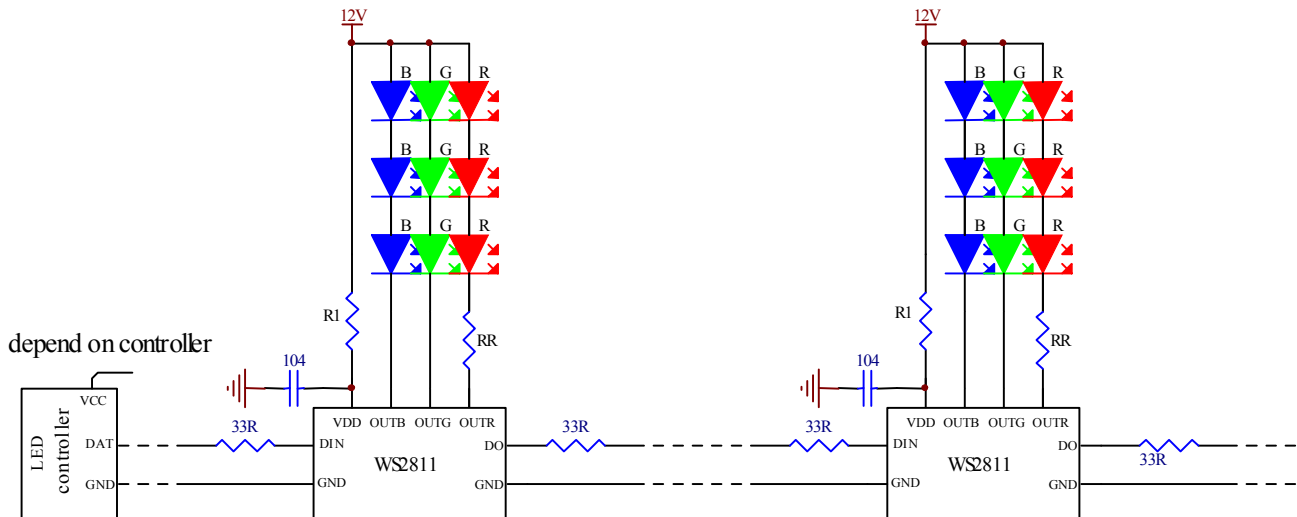 12V 12V
B G R B G R
B G R B G R
B G R B G R
R1 RR R1 RR
depend on controller
104 104
VCC
VDD OUTB OUTG OUTR VDD OUTB OUTG OUTR
LED controller
DAT 33R DIN DO 33R 33R DIN DO 33R
WS2811 WS2811
GND GND GND GND GND